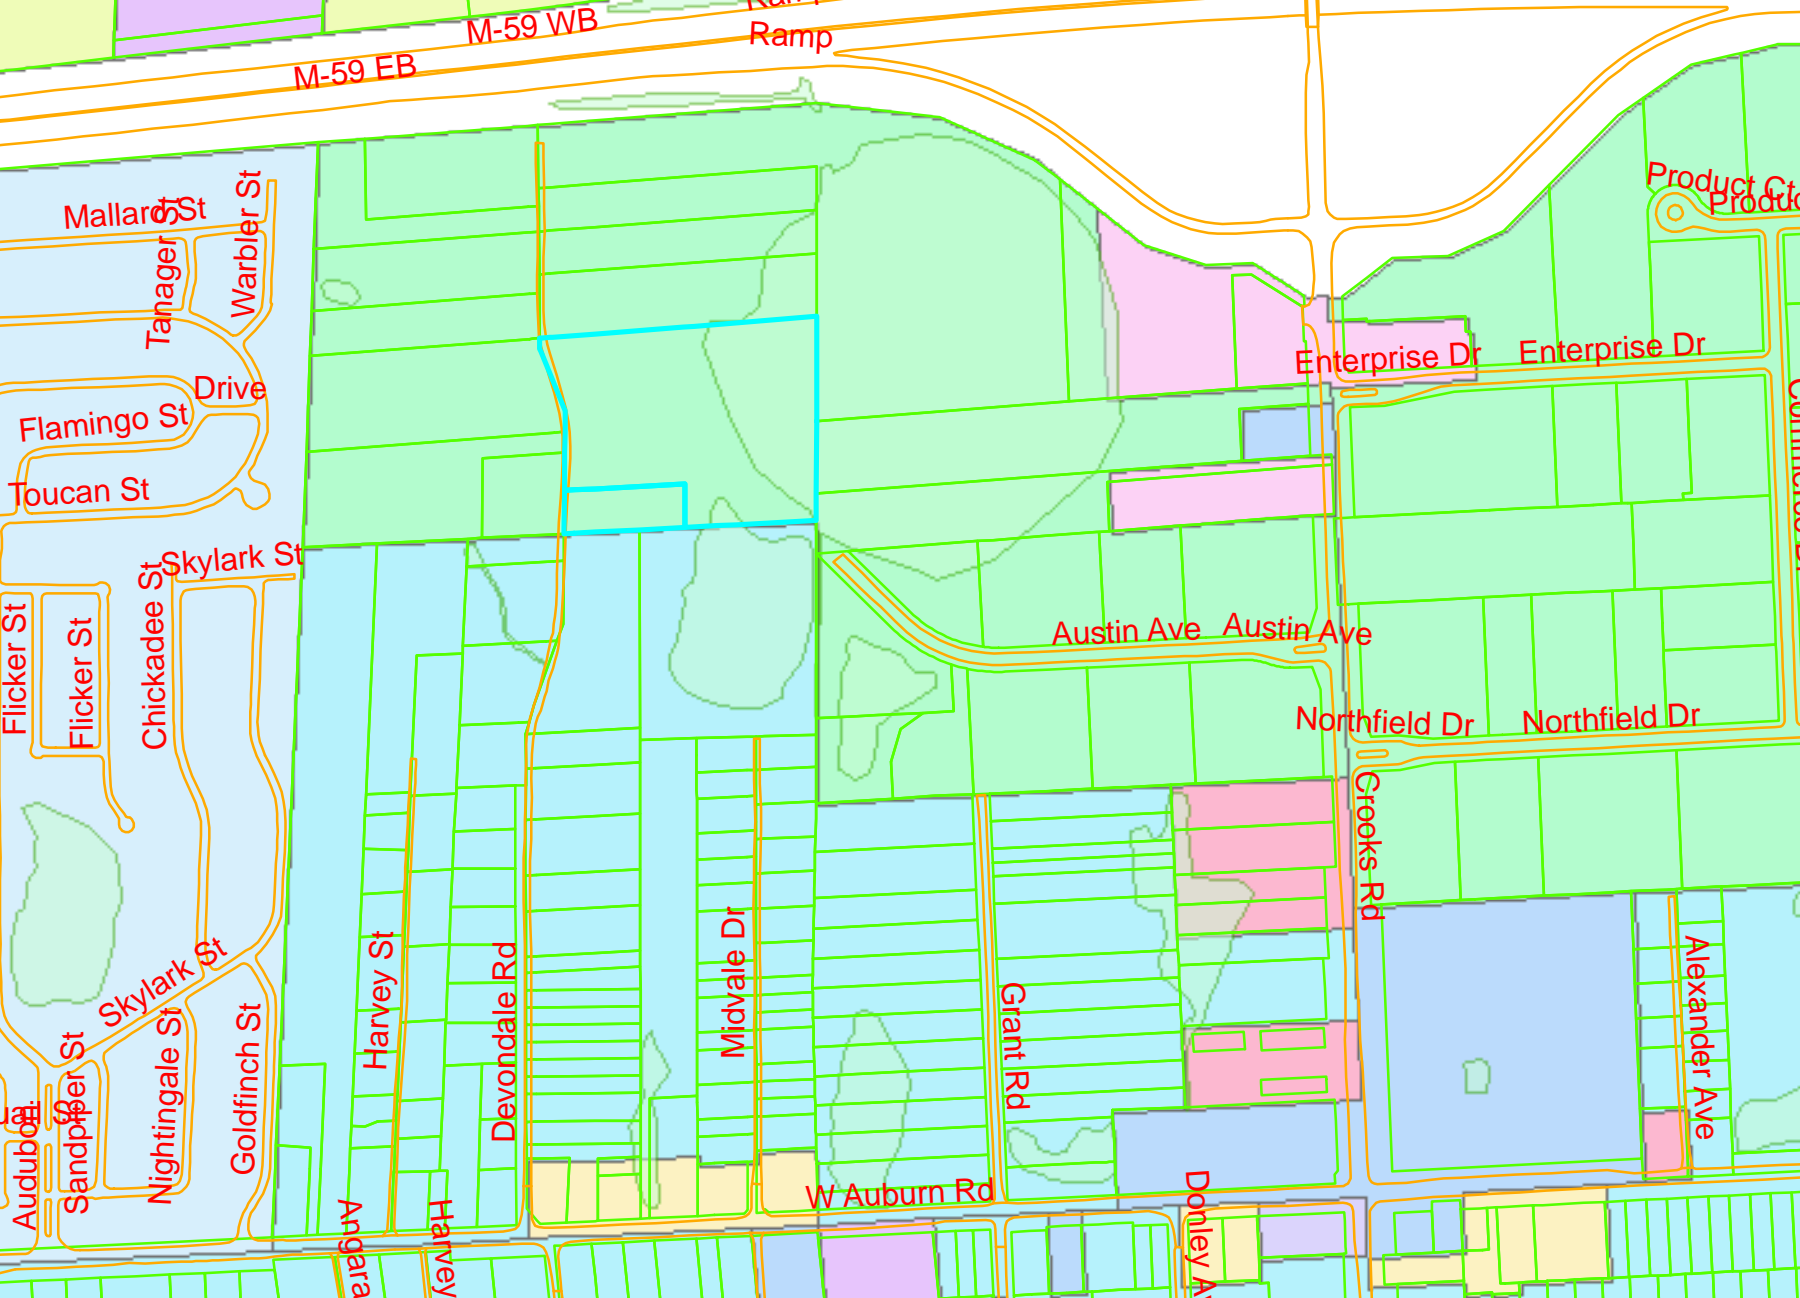 M-59 WB
Ramp
M-59 EB
Mallard St
Tanager St
Warbler St
Product Ct
Drive
Flamingo St
Toucan St
Enterprise Dr
Enterprise Dr
Skylark St
Chickadee St
Flicker St
Flicker St
Austin Ave
Austin Ave
Northfield Dr
Northfield Dr
Crooks Rd
Skylark St
Harvey St
Devondale Rd
Midvale Dr
Grant Rd
Alexander Ave
Sandpiper St
Nightingale St
Goldfinch St
W Auburn Rd
Angara
Harvey
Donley Av